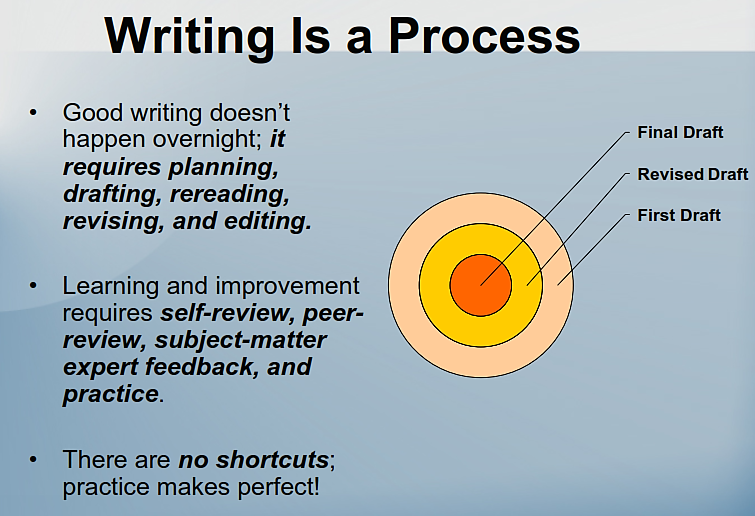 Writing Is a Process
• Good writing doesn’t
happen overnight; it
requires planning,
drafting, rereading,
revising, and editing.
• Learning and improvement
requires self-review, peer-
review, subject-matter
expert feedback, and
practice.
• There are no shortcuts;
practice makes perfect!
Final Draft
Revised Draft
First Draft